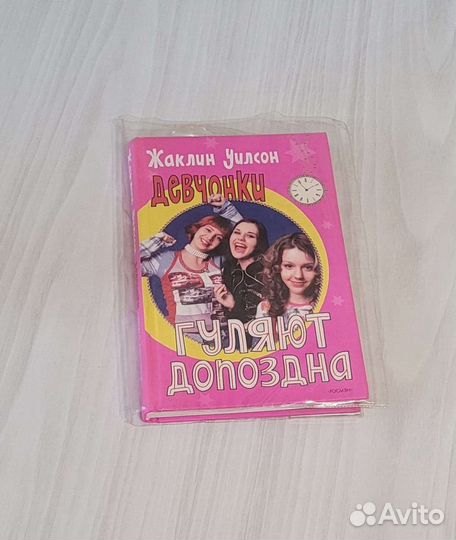 Жаклин Уилсон
ДЕВЧОНКИ
ГУЛЯЮТ
ДОПОЗДНА
РОСМЭН
Avito